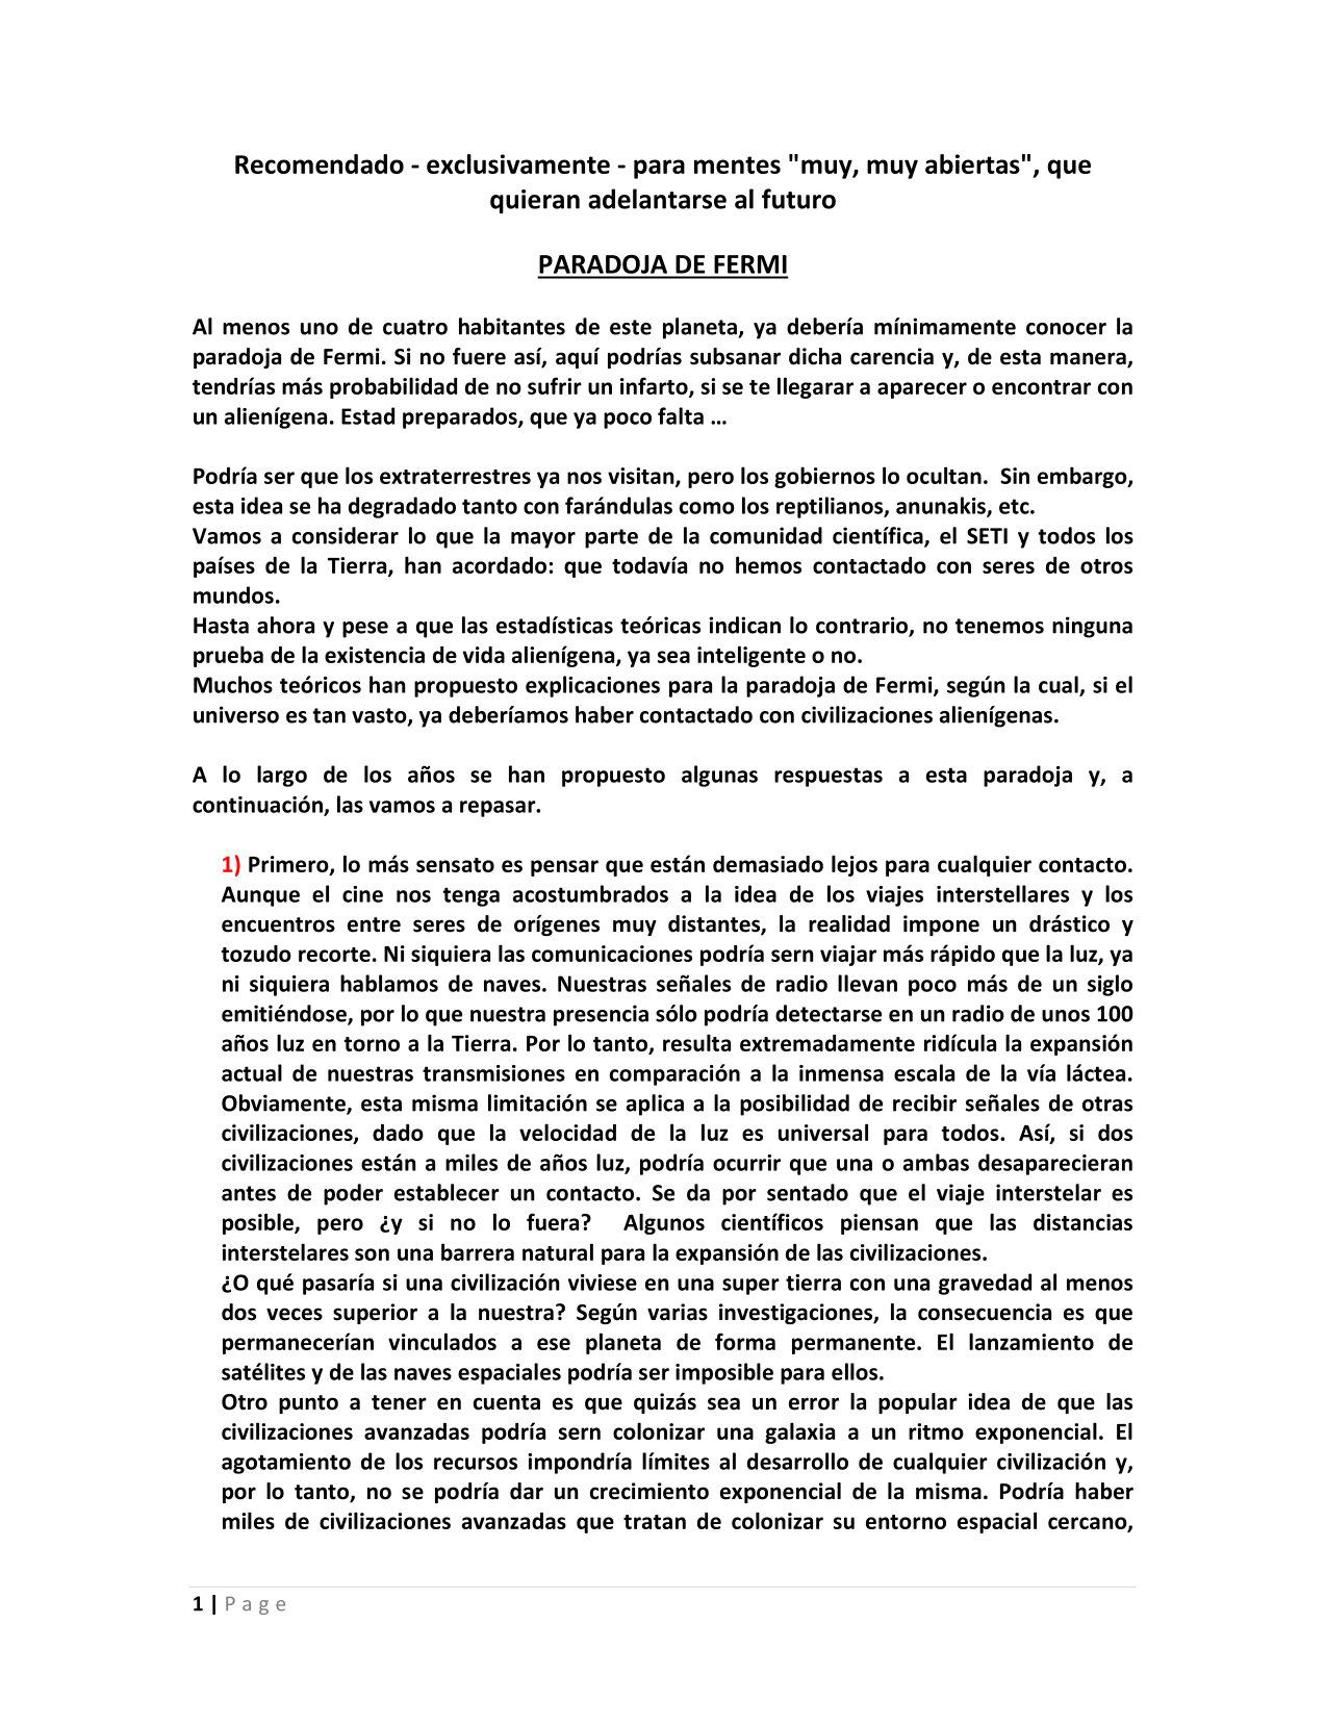 Recomendado - exclusivamente - para mentes "muy, muy abiertas", que
quieran adelantarse al futuro
PARADOJA DE FERMI
Al menos uno de cuatro habitantes de este planeta, ya debería mínimamente conocer la
paradoja de Fermi. Si no fuere así, aquí podrías subsanar dicha carencia y, de esta manera,
tendrías más probabilidad de no sufrir un infarto, si se te llegarar a aparecer o encontrar con
un alienígena. Estad preparados, que ya poco falta ...
Podría ser que los extraterrestres ya nos visitan, pero los gobiernos lo ocultan. Sin embargo,
esta idea se ha degradado tanto con farándulas como los reptilianos, anunakis, etc.
Vamos a considerar lo que la mayor parte de la comunidad científica, el SETI y todos los
países de la Tierra, han acordado: que todavía no hemos contactado con seres de otros
mundos.
Hasta ahora y pese a que las estadísticas teóricas indican lo contrario, no tenemos ninguna
prueba de la existencia de vida alienígena, ya sea inteligente o no.
Muchos teóricos han propuesto explicaciones para la paradoja de Fermi, según la cual, si el
universo es tan vasto, ya deberíamos haber contactado con civilizaciones alienígenas.
A lo largo de los años se han propuesto algunas respuestas a esta paradoja y, a
continuación, las vamos a repasar.
1) Primero, lo más sensato es pensar que están demasiado lejos para cualquier contacto.
Aunque el cine nos tenga acostumbrados a la idea de los viajes interstellares y los
encuentros entre seres de orígenes muy distantes, la realidad impone un drástico y
tozudo recorte. Ni siquiera las comunicaciones podría sern viajar más rápido que la luz, ya
ni siquiera hablamos de naves. Nuestras señales de radio llevan poco más de un siglo
emitiéndose, por lo que nuestra presencia sólo podría detectarse en un radio de unos 100
años luz en torno a la Tierra. Por lo tanto, resulta extremadamente ridícula la expansión
actual de nuestras transmisiones en comparación a la inmensa escala de la vía láctea.
Obviamente, esta misma limitación se aplica a la posibilidad de recibir señales de otras
civilizaciones, dado que la velocidad de la luz es universal para todos. Así, si dos
civilizaciones están a miles de años luz, podría ocurrir que una o ambas desaparecieran
antes de poder establecer un contacto. Se da por sentado que el viaje interstelar es
posible, pero ¿y si no lo fuera? Algunos científicos piensan que las distancias
interstelares son una barrera natural para la expansión de las civilizaciones.
¿O qué pasaría si una civilización viviese en una super tierra con una gravedad al menos
dos veces superior a la nuestra? Según varias investigaciones, la consecuencia es que
permanecerían vinculados a ese planeta de forma permanente. El lanzamiento de
satélites y de las naves espaciales podría ser imposible para ellos.
Otro punto a tener en cuenta es que quizás sea un error la popular idea de que las
civilizaciones avanzadas podría sern colonizar una galaxia a un ritmo exponencial. El
agotamiento de los recursos impondría límites al desarrollo de cualquier civilización y,
por lo tanto, no se podría dar un crecimiento exponencial de la misma. Podría haber
miles de civilizaciones avanzadas que tratan de colonizar su entorno espacial cercano,
1 | Page